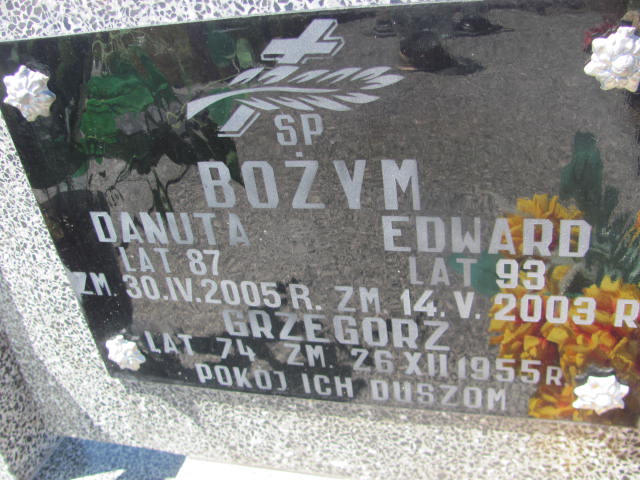 ŚP
BOŻYM
DANUTA EDWARD
LAT 87 LAT 93
ZM. 30.IV.2005 R. ZM. 14.V.2003 R
GRZEGORZ
LAT 74 ZM. 26 XII 1955 R
POKÓJ ICH DUSZOM